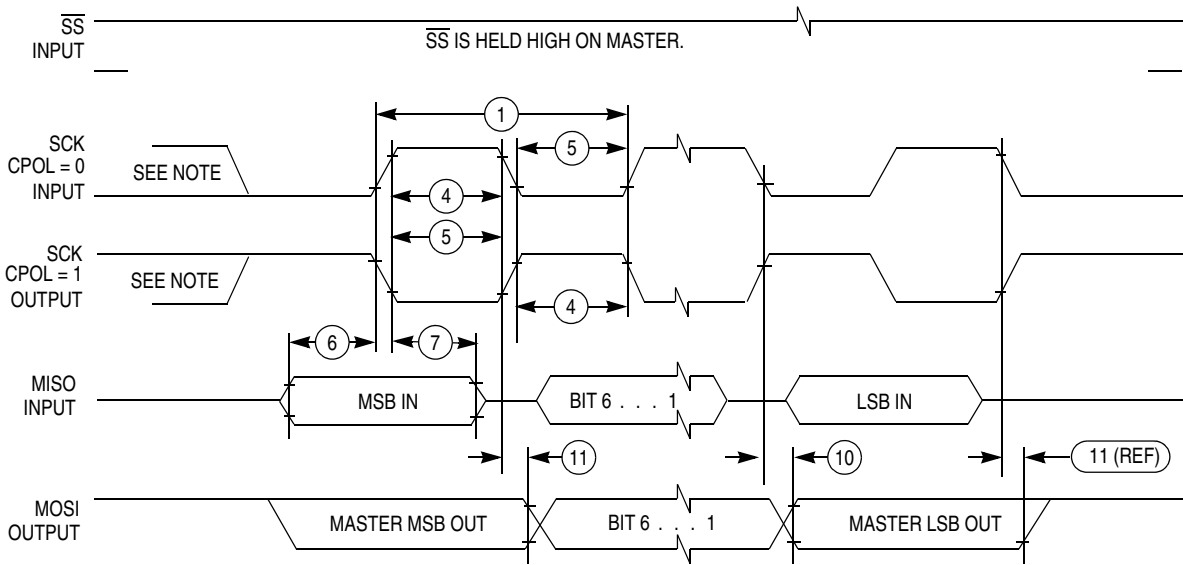 SS
INPUT
SS IS HELD HIGH ON MASTER.
1
SCK
CPOL = 0
INPUT
SEE NOTE
5
4
5
SCK
CPOL = 1
OUTPUT
SEE NOTE
4
6
7
MISO
INPUT
MSB IN
BIT 6 . . . 1
LSB IN
11
10
11 (REF)
MOSI
OUTPUT
MASTER MSB OUT
BIT 6 . . . 1
MASTER LSB OUT